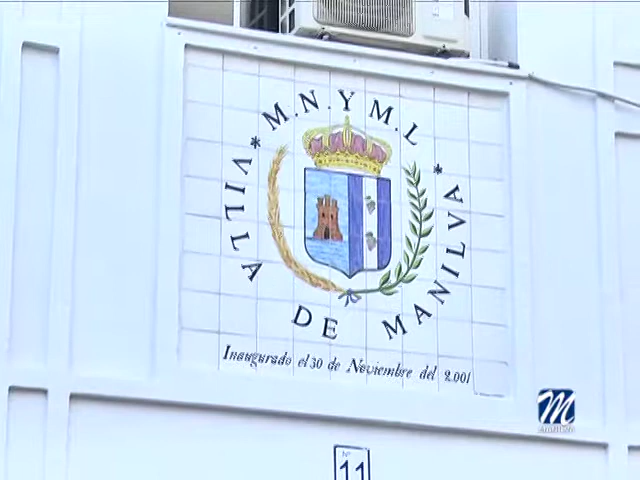 * M.N.Y M.L *
VILLA DE MANILVA
Inaugurado el 30 de Noviembre del 2.001
Nº
11
M